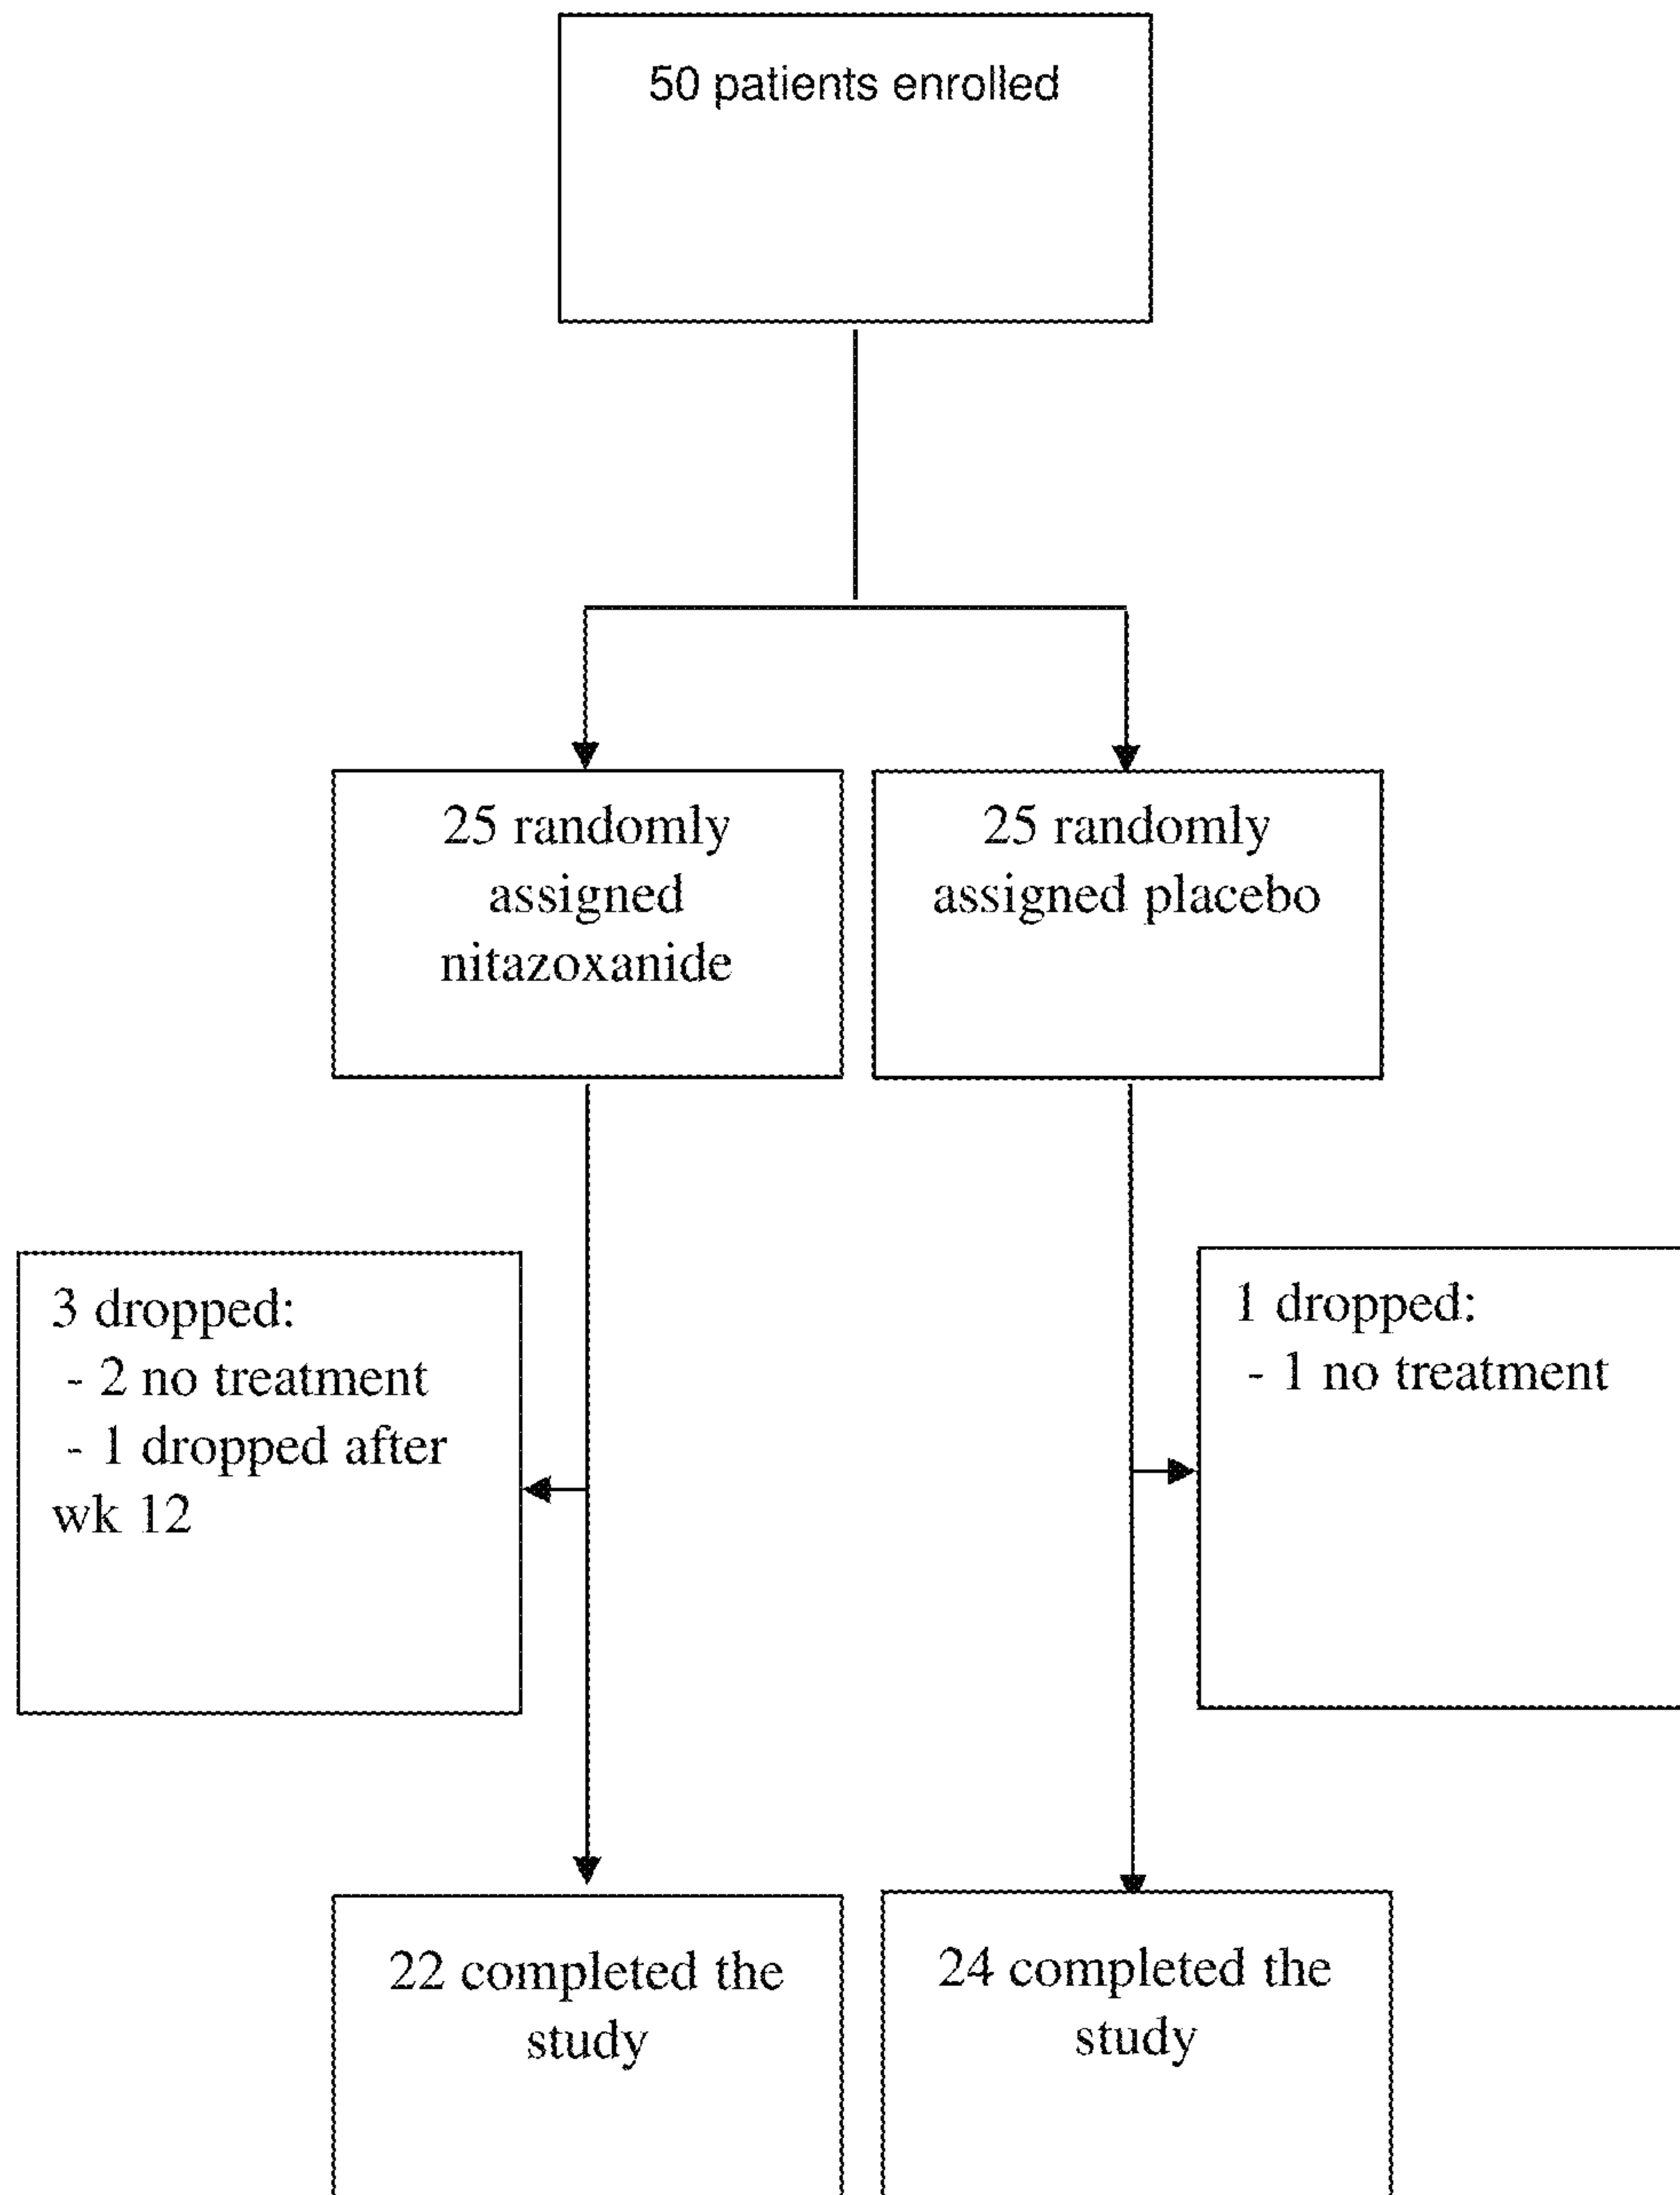 50 patients enrolled
25 randomly
assigned
nitazoxanide
25 randomly
assigned placebo
3 dropped:
- 2 no treatment
- 1 dropped after
wk 12
1 dropped:
- 1 no treatment
22 completed the
study
24 completed the
study